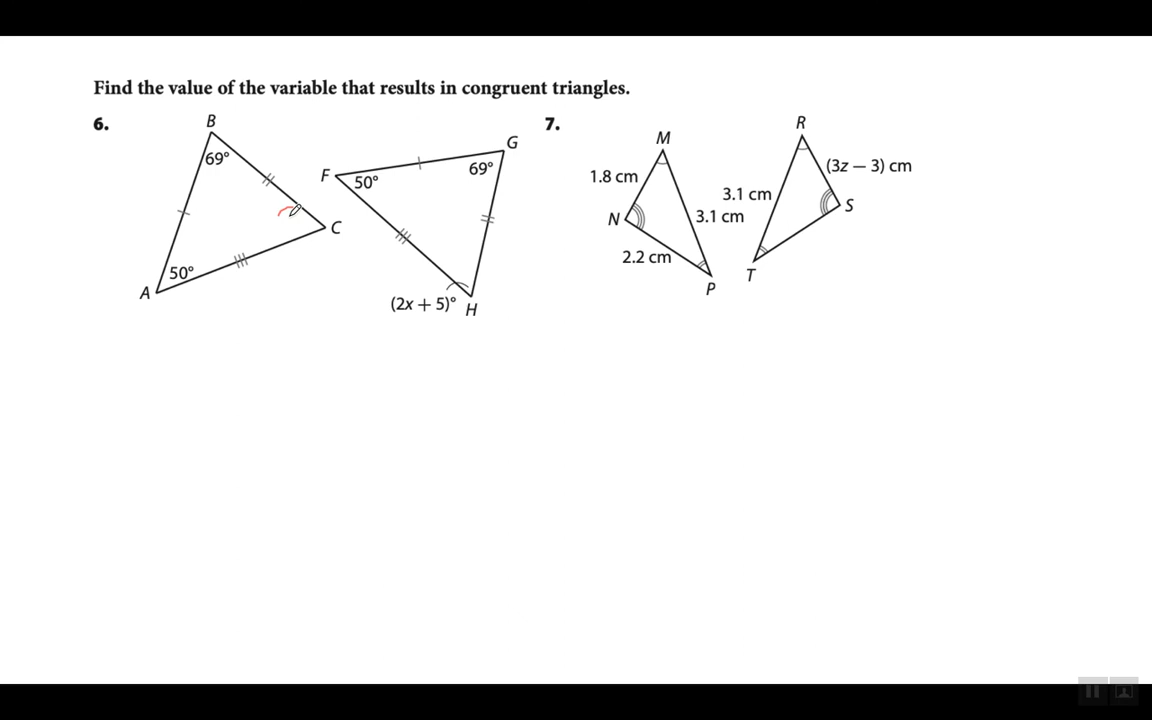 Find the value of the variable that results in congruent triangles.
6.
B
69°
C
50°
A
F
50°
G
69°
(2x + 5)°
H
7.
M
1.8 cm
N
2.2 cm
3.1 cm
P
R
(3z — 3) cm
3.1 cm
S
T